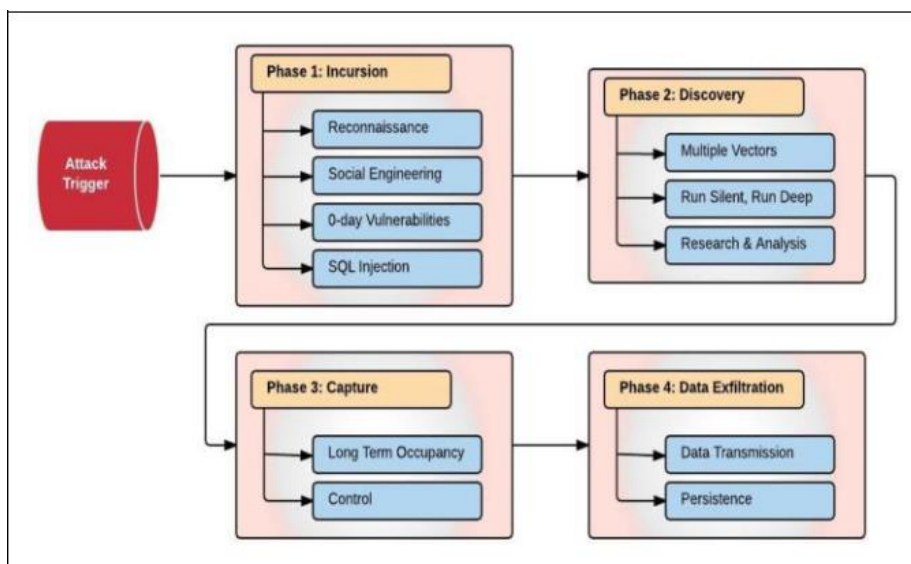 Attack
Trigger
Phase 1: Incursion
Reconnaissance
Social Engineering
0-day Vulnerabilities
SQL Injection
Phase 2: Discovery
Multiple Vectors
Run Silent, Run Deep
Research & Analysis
Phase 3: Capture
Long Term Occupancy
Control
Phase 4: Data Exfiltration
Data Transmission
Persistence